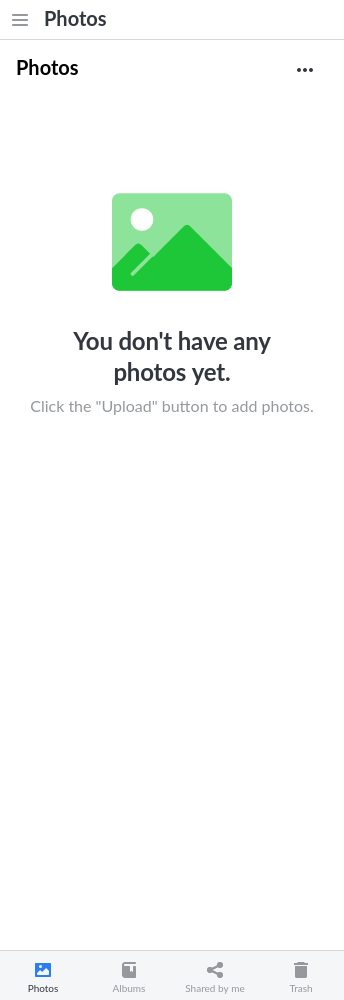 Photos
Photos
You don't have any
photos yet.
Click the "Upload" button to add photos.
Photos
Albums
Shared by me
Trash